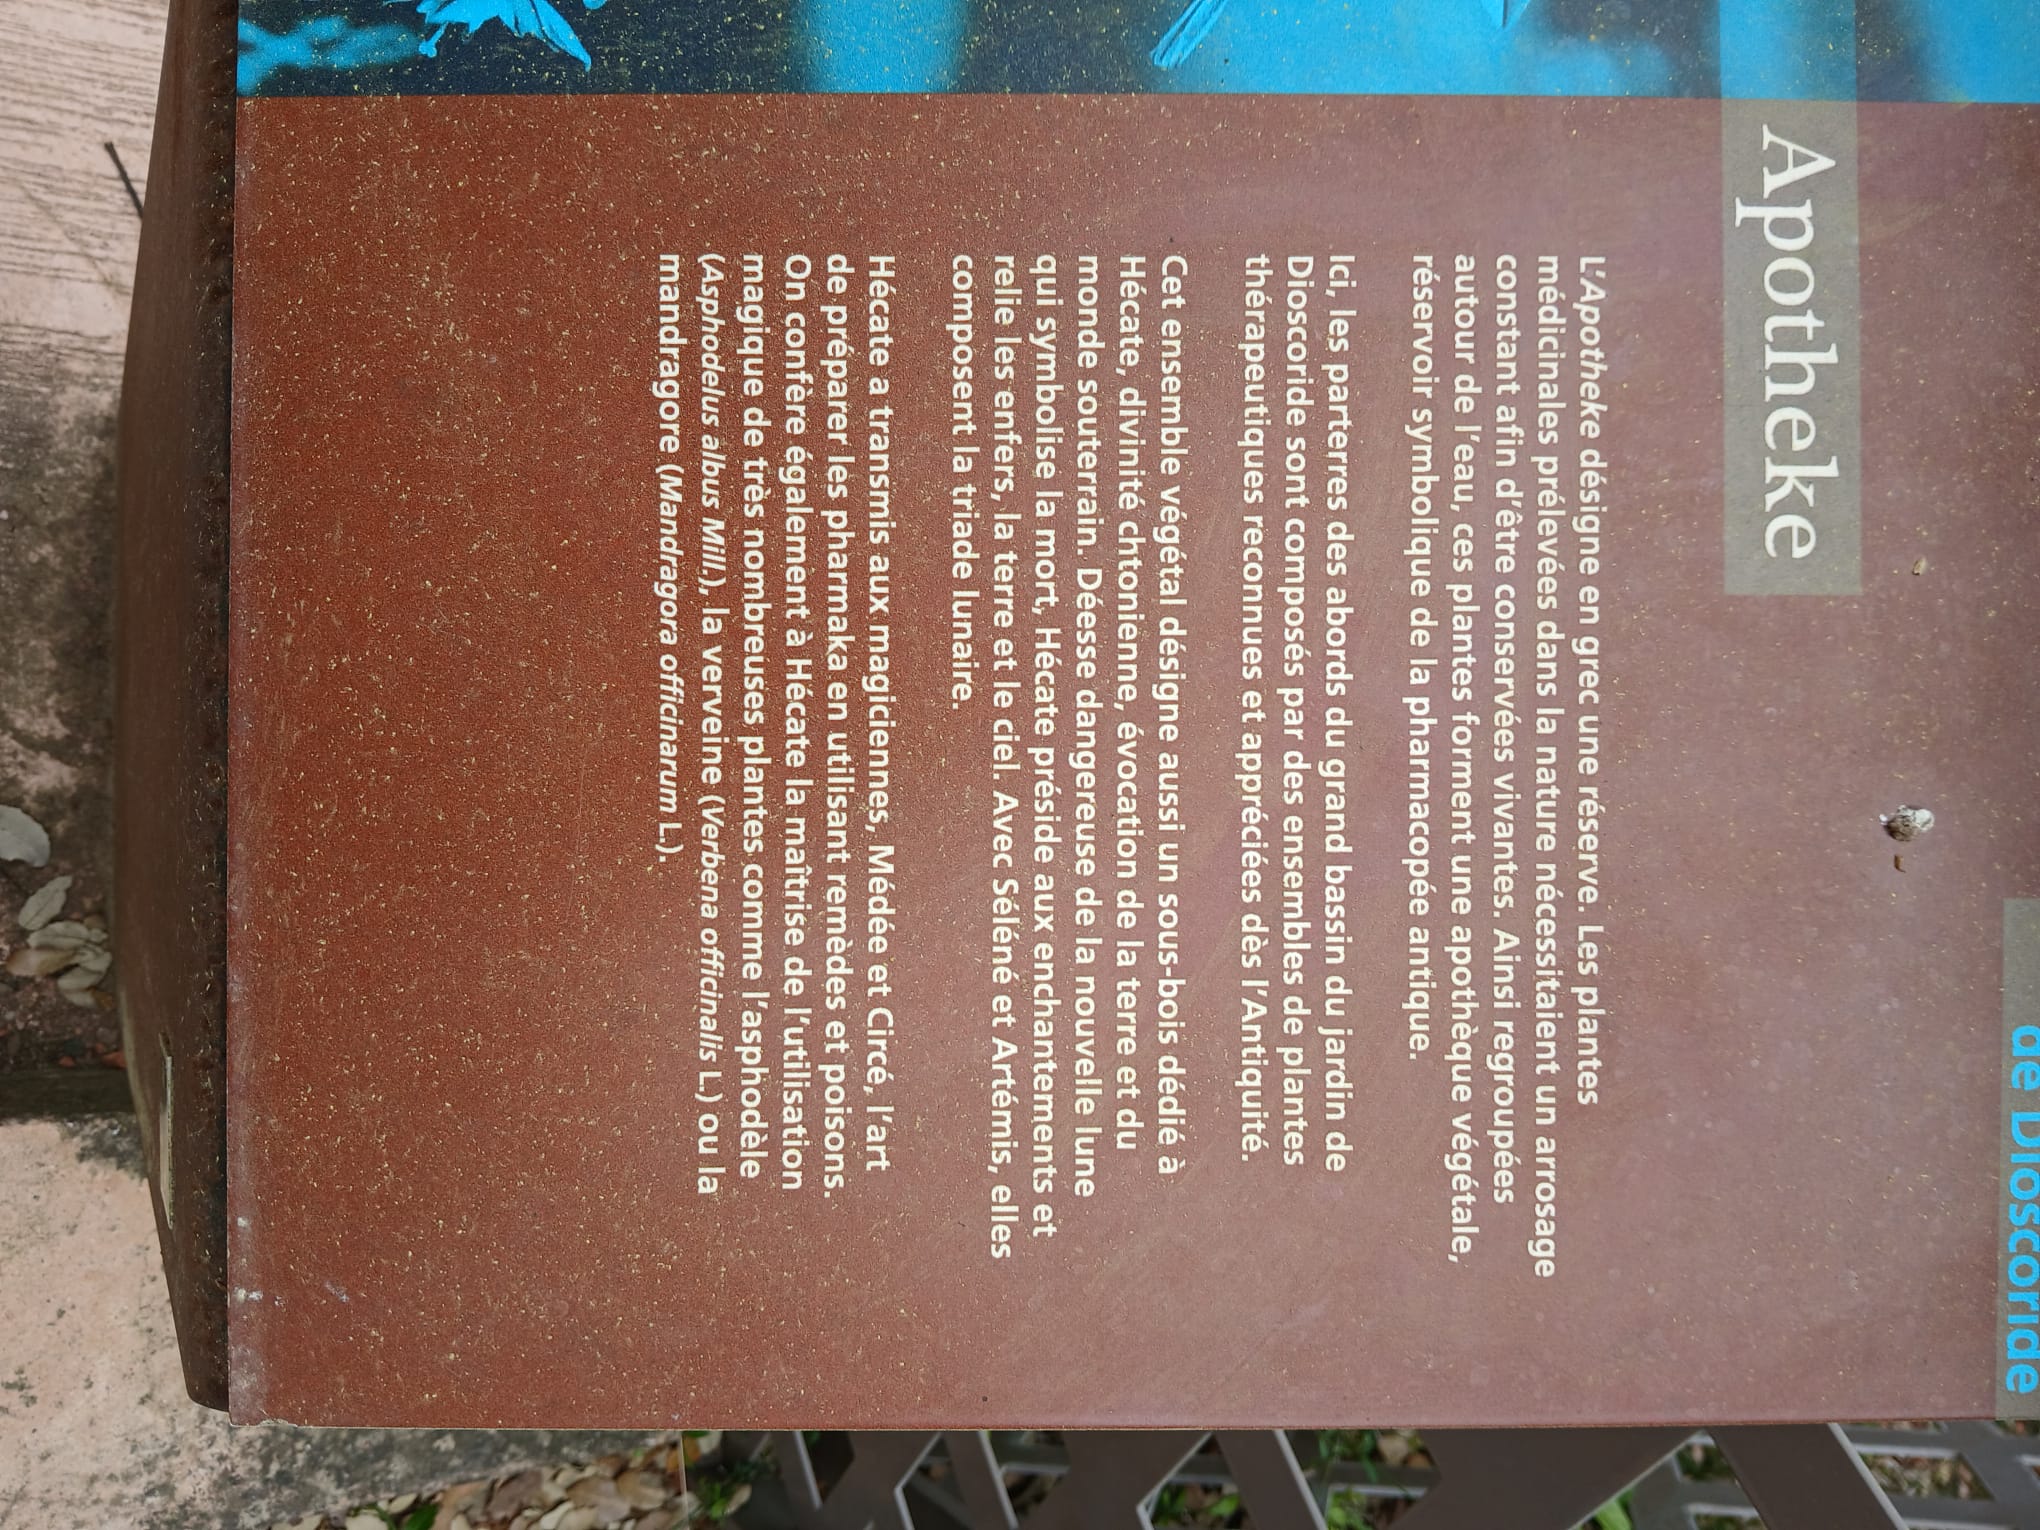 de Dioscoride
Apotheke
L'Apotheke désigne en grec une réserve. Les plantes
médicinales prélevées dans la nature nécessitaient un arrosage
constant afin d'être conservées vivantes. Ainsi regroupées
autour de l'eau, ces plantes forment une apothèque végétale,
réservoir symbolique de la pharmacopée antique.
Ici, les parterres des abords du grand bassin du jardin de
Dioscoride sont composés par des ensembles de plantes
thérapeutiques reconnues et appréciées dès l'Antiquité.
Cet ensemble végétal désigne aussi un sous-bois dédié à
Hécate, divinité chtonienne, évocation de la terre et du
monde souterrain. Déesse dangereuse de la nouvelle lune
qui symbolise la mort, Hécate préside aux enchantements et
relie les enfers, la terre et le ciel. Avec Séléné et Artémis, elles
composent la triade lunaire.
Hécate a transmis aux magiciennes, Médée et Circé, l'art
de préparer les pharmaka en utilisant remèdes et poisons.
On confère également à Hécate la maîtrise de l'utilisation
magique de très nombreuses plantes comme l'asphodèle
(Asphodelus albus Mill.), la verveine (Verbena officinalis L.) ou la
mandragore (Mandragora officinarum L.).